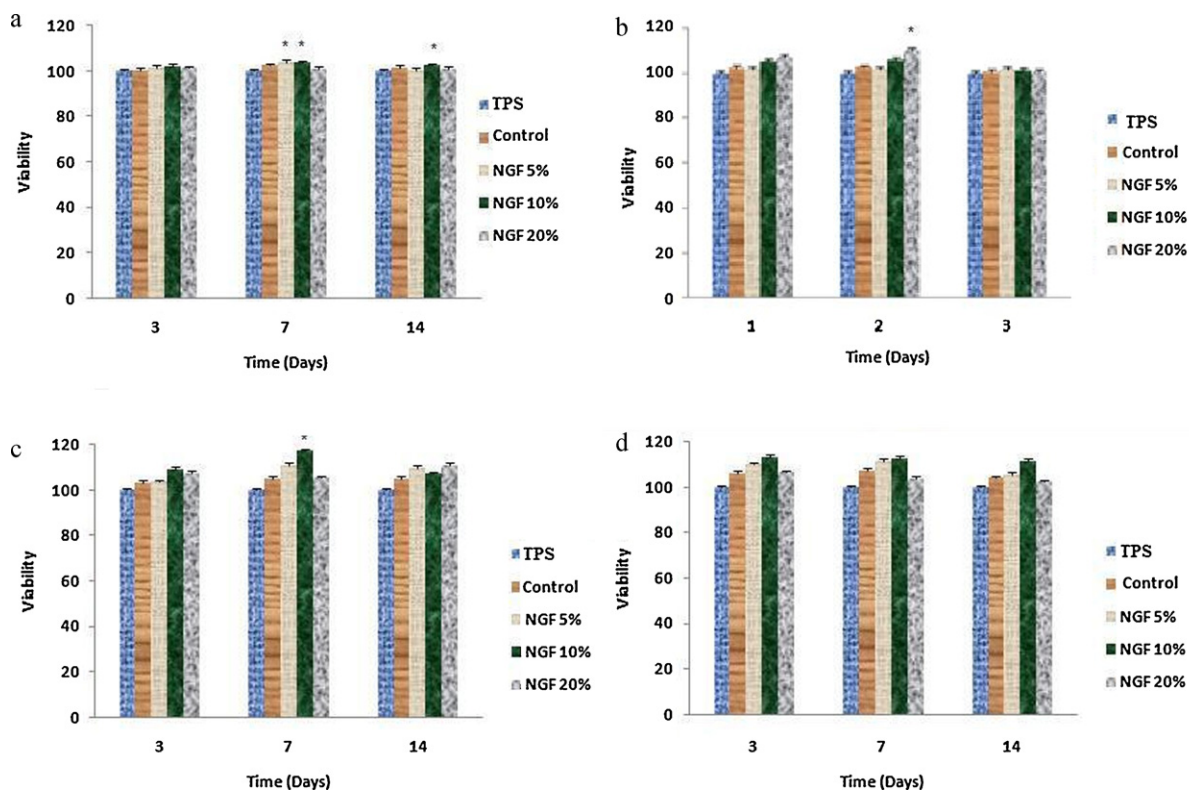 a
120
100
80
60
40
20
0
Viability
* *
*
3 7 14
Time (Days)
TPS
Control
NGF 5%
NGF 10%
NGF 20%
b
120
100
80
60
40
20
0
Viability
*
1 2 3
Time (Days)
TPS
Control
NGF 5%
NGF 10%
NGF 20%
c
120
100
80
60
40
20
0
Viability
*
3 7 14
Time (Days)
TPS
Control
NGF 5%
NGF 10%
NGF 20%
d
120
100
80
60
40
20
0
Viability
3 7 14
Time (Days)
TPS
Control
NGF 5%
NGF 10%
NGF 20%